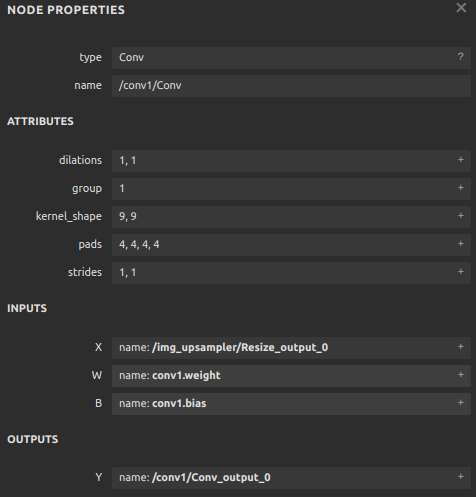 NODE PROPERTIES ✕
type Conv ?
name /conv1/Conv
ATTRIBUTES
dilations 1, 1 +
group 1 +
kernel_shape 9, 9 +
pads 4, 4, 4, 4 +
strides 1, 1 +
INPUTS
X name: /img_upsampler/Resize_output_0 +
W name: conv1.weight +
B name: conv1.bias +
OUTPUTS
Y name: /conv1/Conv_output_0 +